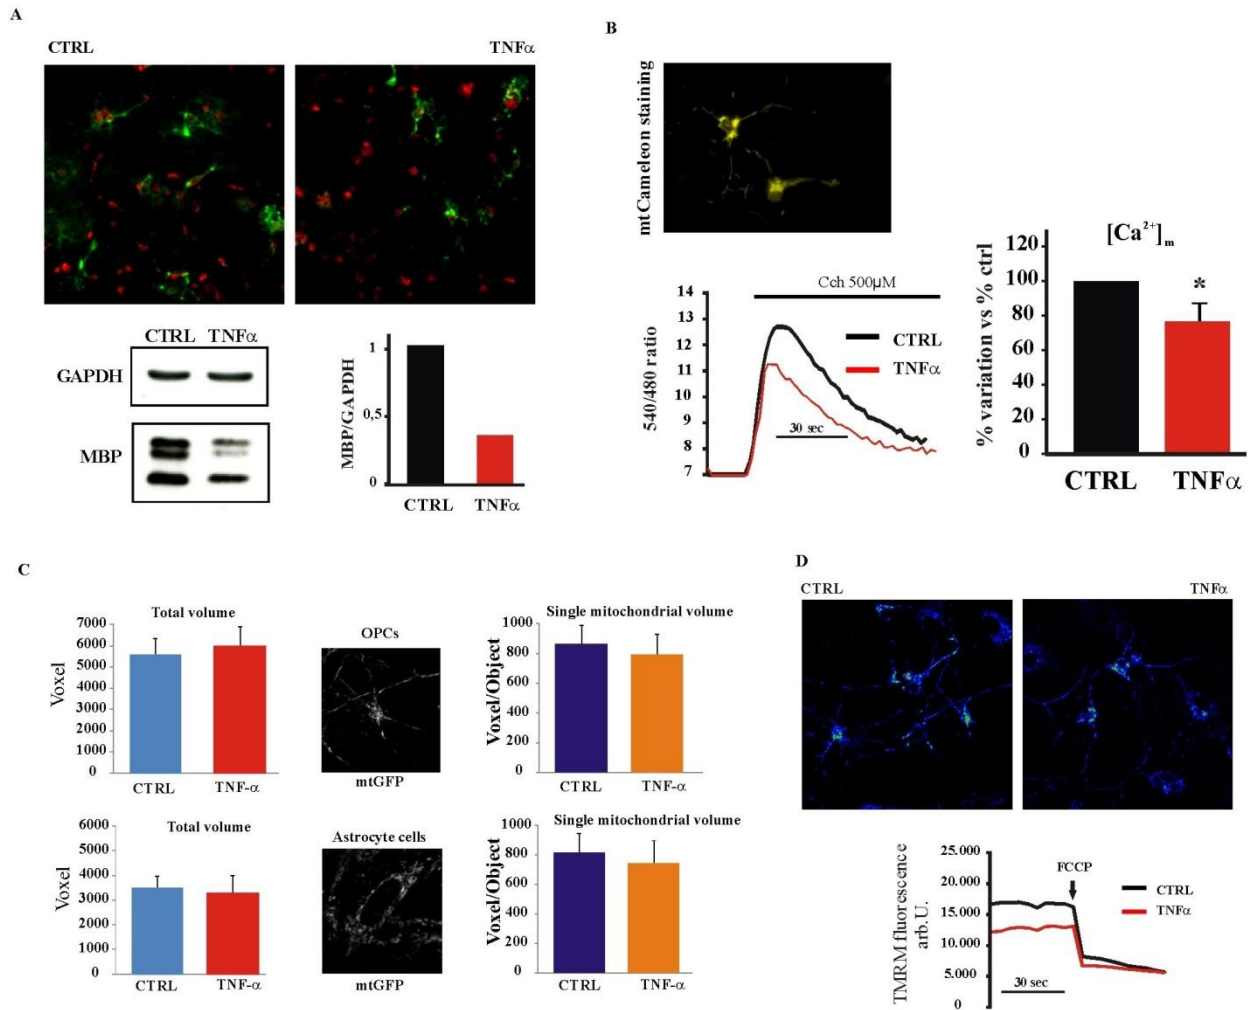 A
CTRL
TNFα
CTRL TNFα
GAPDH
MBP
MBP/GAPDH
1
0,5
0
CTRL
TNFα
B
mtCameleon staining
Cch 500µM
540/480 ratio
14
13
12
11
10
9
8
7
CTRL
TNFα
30 sec
[Ca²⁺]ₘ
% variation vs % ctrl
120
100
80
60
40
20
0
*
CTRL
TNFα
C
Total volume
Voxel
7000
6000
5000
4000
3000
2000
1000
0
CTRL
TNF-α
OPCs
mtGFP
Single mitochondrial volume
Voxel/Object
1000
800
600
400
200
0
CTRL
TNF-α
Total volume
Voxel
6000
5000
4000
3000
2000
1000
0
CTRL
TNF-α
Astrocyte cells
mtGFP
Single mitochondrial volume
Voxel/Object
1000
800
600
400
200
0
CTRL
TNF-α
D
CTRL
TNFα
TMRM fluorescence
arb.U.
25.000
20.000
15.000
10.000
5.000
0
FCCP
CTRL
TNFα
30 sec